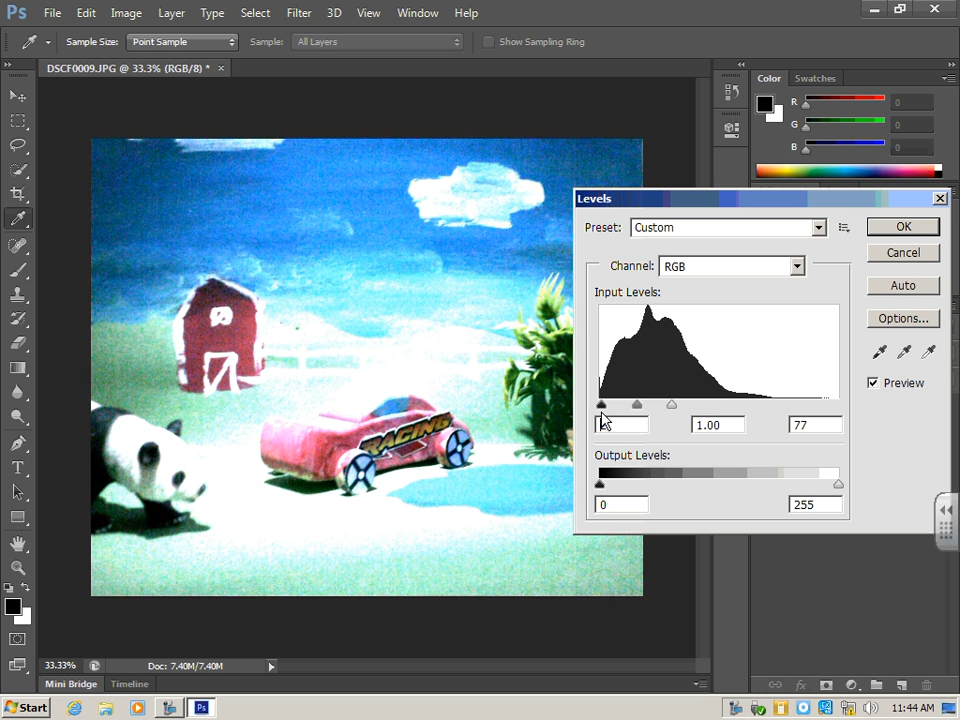 Ps File Edit Image Layer Type Select Filter 3D View Window Help
Sample Size: Point Sample Sample: All Layers Show Sampling Ring
DSCF0009.JPG @ 33.3% (RGB/8) * ×
Color Swatches
R 0
G 0
B 0
Levels
Preset: Custom OK
Channel: RGB Cancel
Input Levels: Auto
Options...
Preview
1.00 77
Output Levels:
0 255
RACING
33.33% Doc: 7.40M/7.40M
Mini Bridge Timeline
Start Ps 11:44 AM